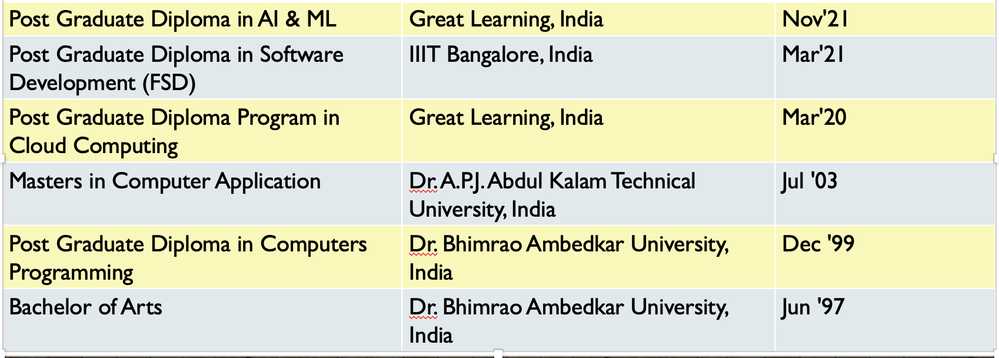 Post Graduate Diploma in AI & ML Great Learning, India Nov'21
Post Graduate Diploma in Software IIIT Bangalore, India Mar'21
Development (FSD)
Post Graduate Diploma Program in Great Learning, India Mar'20
Cloud Computing
Masters in Computer Application Dr. A.P.J. Abdul Kalam Technical Jul '03
University, India
Post Graduate Diploma in Computers Dr. Bhimrao Ambedkar University, Dec '99
Programming India
Bachelor of Arts Dr. Bhimrao Ambedkar University, Jun '97
India